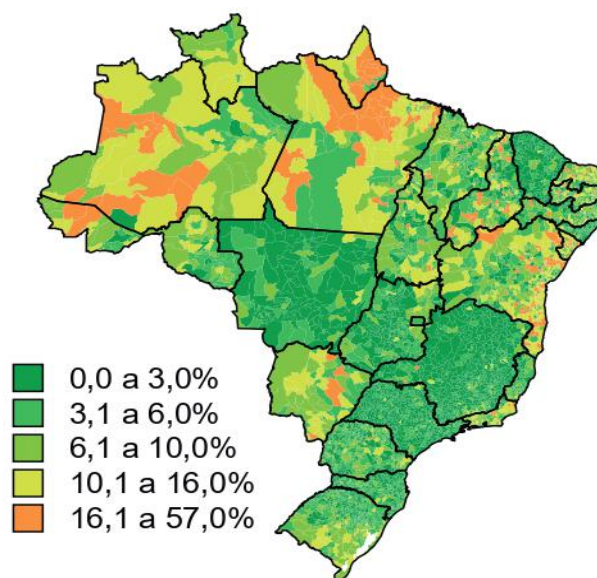 0,0 a 3,0%
3,1 a 6,0%
6,1 a 10,0%
10,1 a 16,0%
16,1 a 57,0%